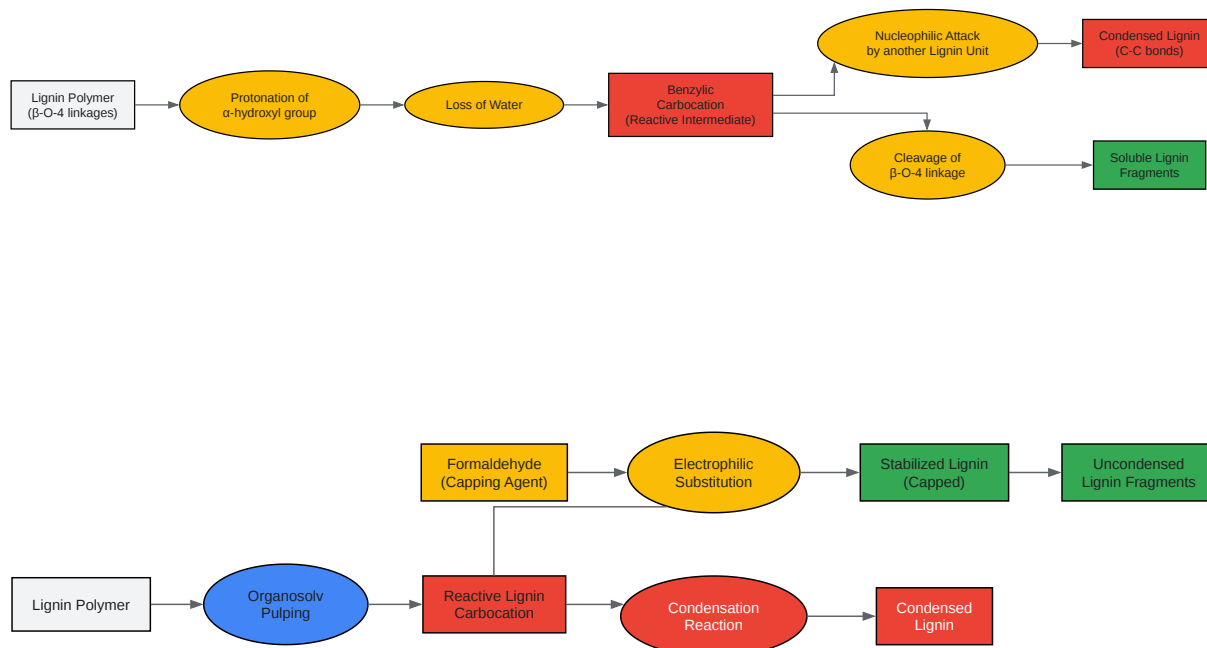 Lignin Polymer
(β-O-4 linkages)
Protonation of
α-hydroxyl group
Loss of Water
Benzylic
Carbocation
(Reactive Intermediate)
Nucleophilic Attack
by another Lignin Unit
Condensed Lignin
(C-C bonds)
Cleavage of
β-O-4 linkage
Soluble Lignin
Fragments
Formaldehyde
(Capping Agent)
Electrophilic
Substitution
Stabilized Lignin
(Capped)
Uncondensed
Lignin Fragments
Lignin Polymer
Organosolv
Pulping
Reactive Lignin
Carbocation
Condensation
Reaction
Condensed
Lignin